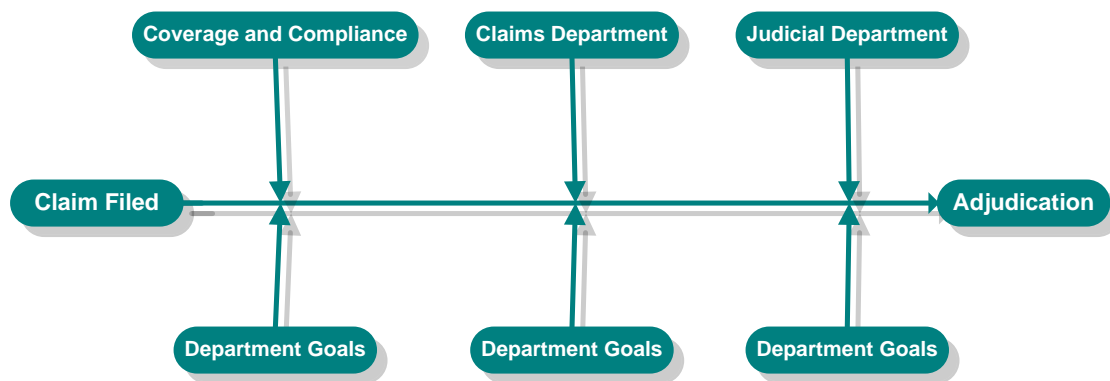 Coverage and Compliance
Claims Department
Judicial Department
Claim Filed
Adjudication
Department Goals
Department Goals
Department Goals